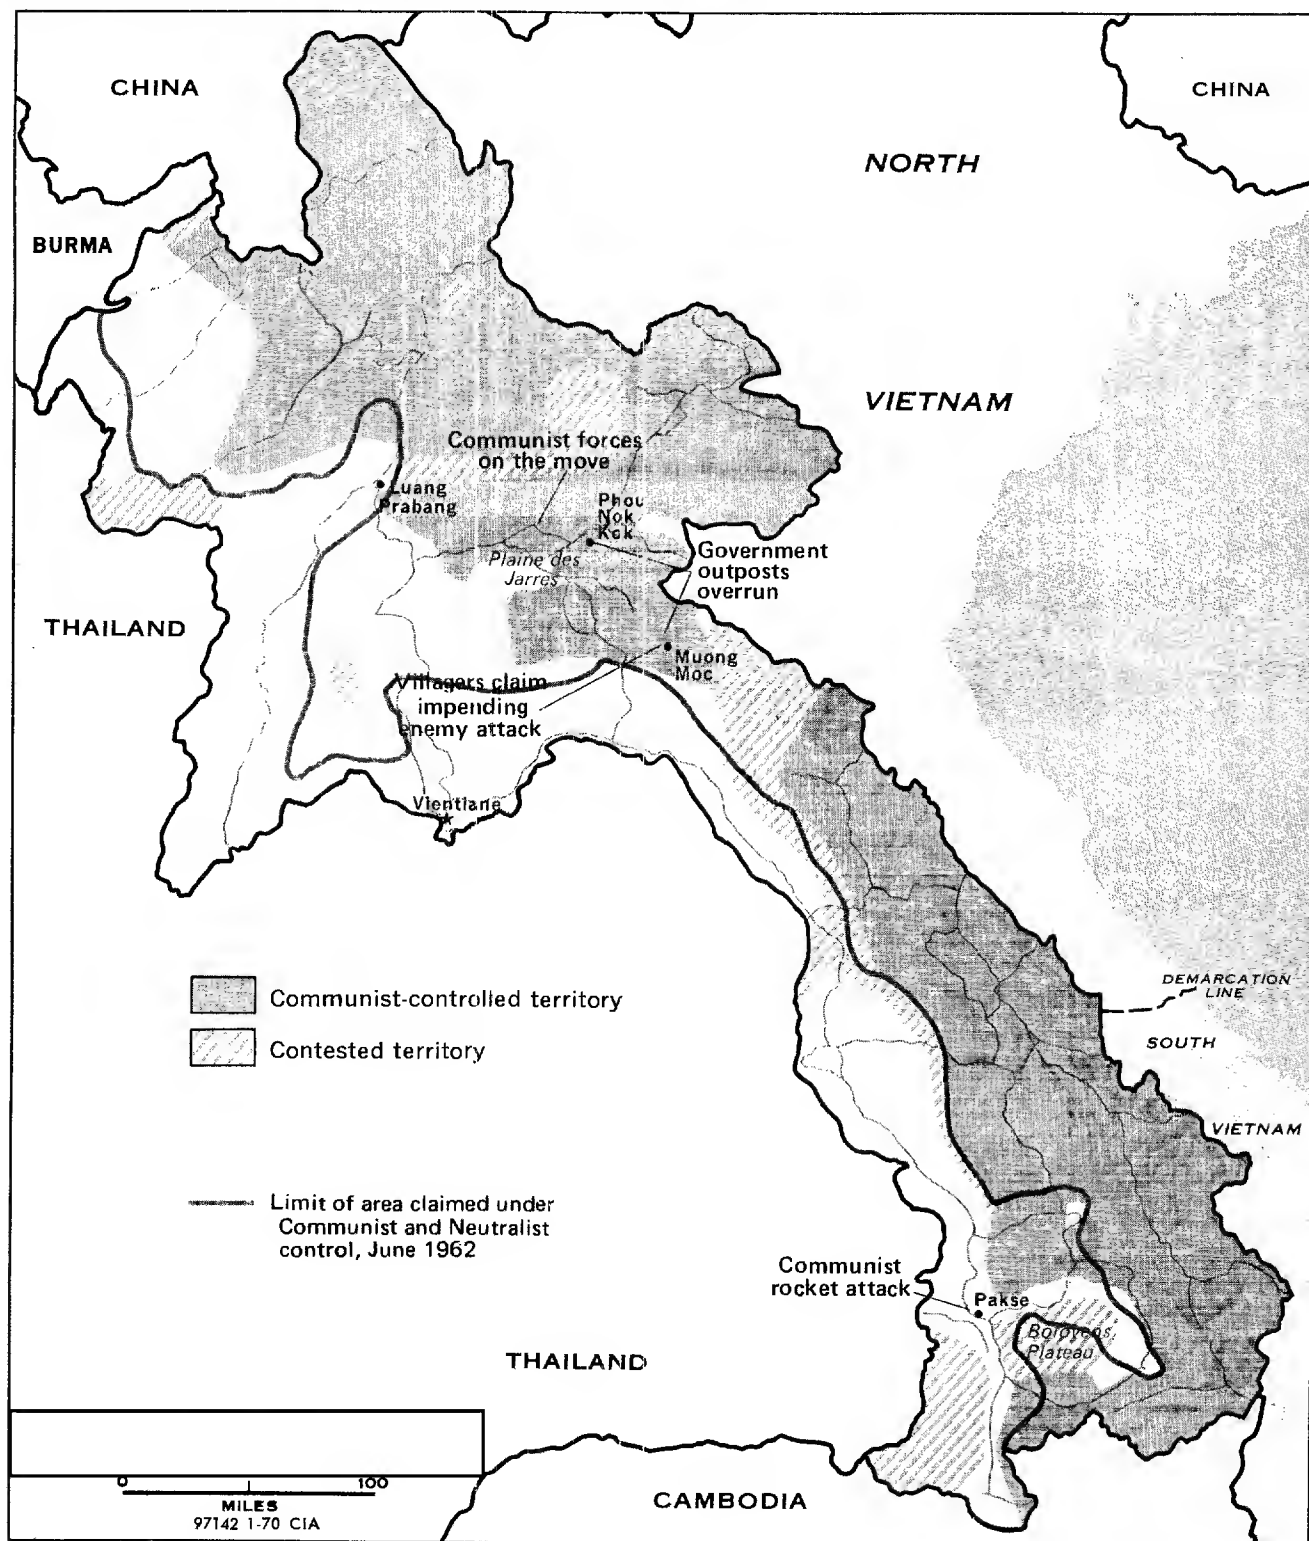 CHINA
CHINA
NORTH
BURMA
VIETNAM
Communist forces
on the move
Luang
Prabang
Phou
Nok
Kok
Plaine des
Jarres
Government
outposts
overrun
THAILAND
Muong
Moc
Villagers claim
impending
enemy attack
Vientiane
Communist-controlled territory
Contested territory
DEMARCATION
LINE
SOUTH
VIETNAM
Limit of area claimed under
Communist and Neutralist
control, June 1962
Communist
rocket attack
Pakse
Bolovens
Plateau
THAILAND
CAMBODIA
0 100
MILES
97142 1-70 CIA